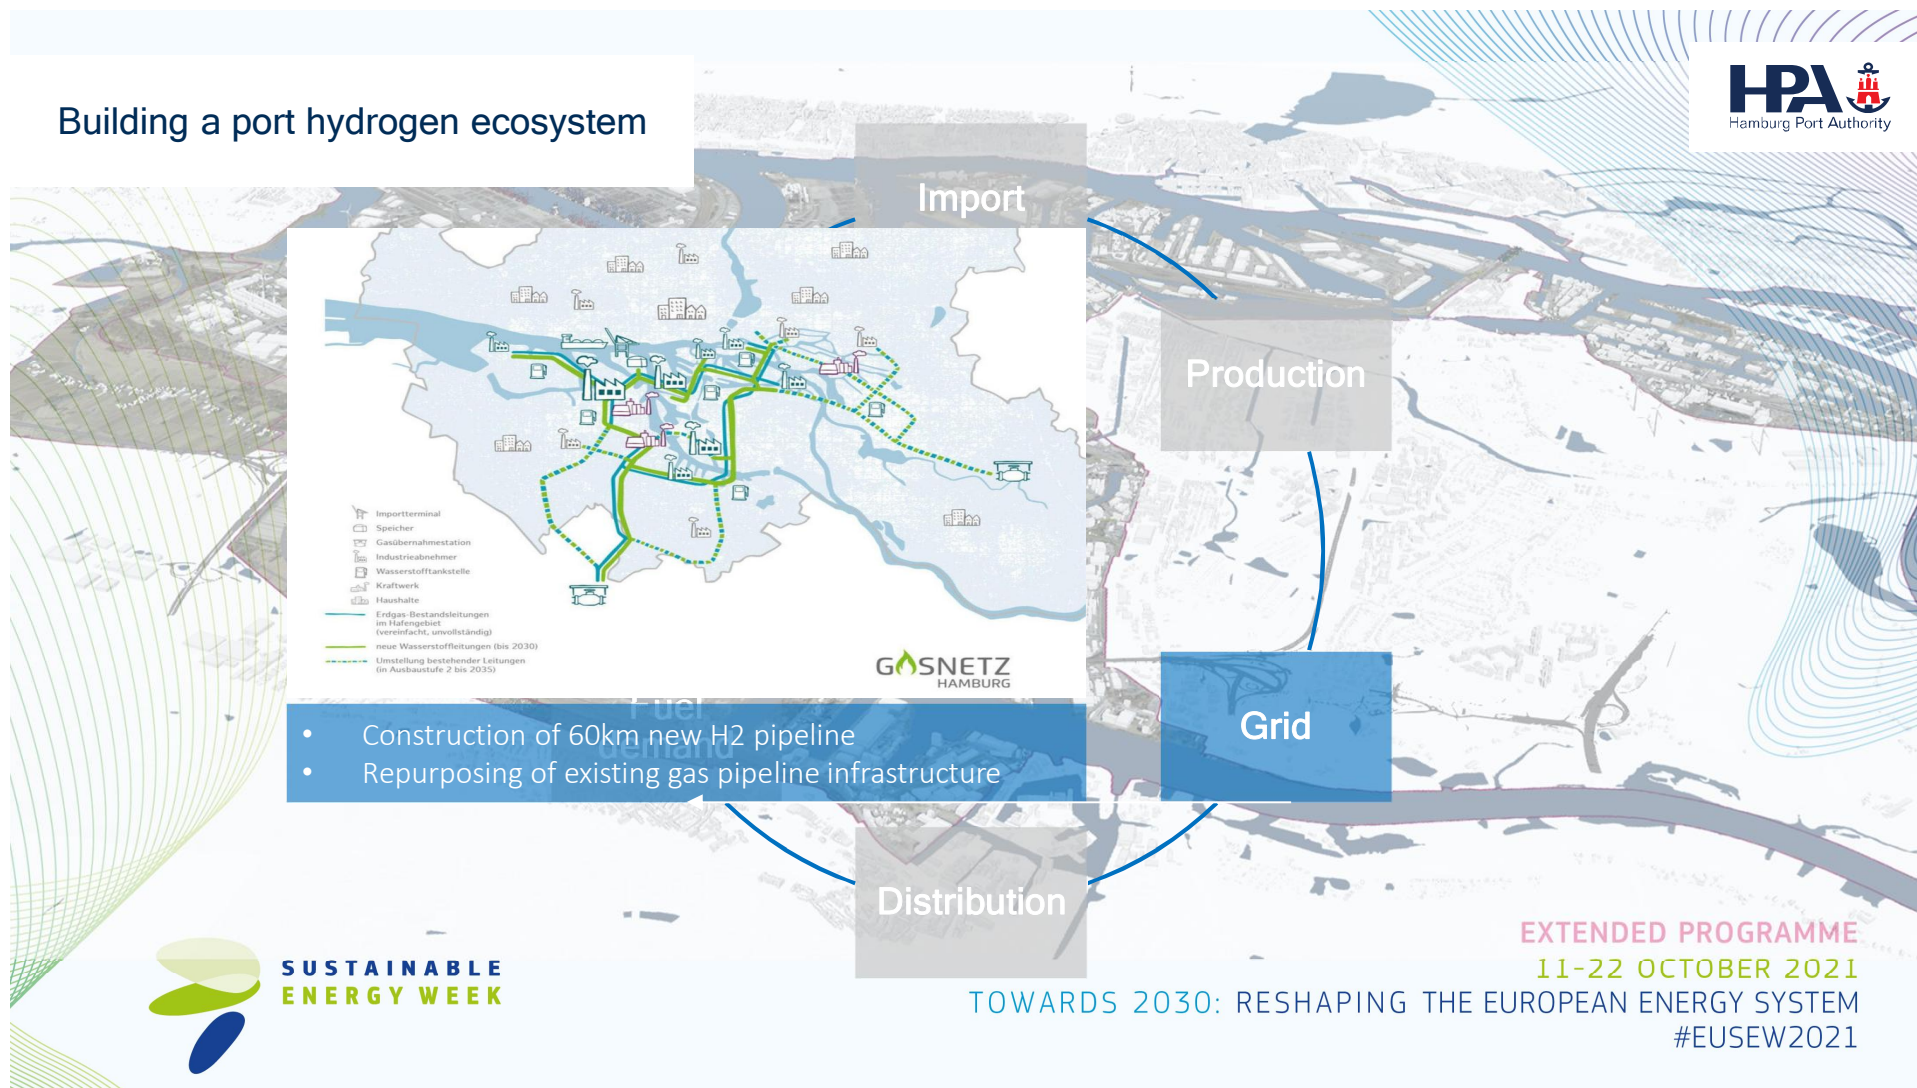 Building a port hydrogen ecosystem
HPA
Hamburg Port Authority
Import
Production
Grid
Distribution
Fuel
demand
Importterminal
Speicher
Gasübernahmestation
Industrieabnehmer
Wasserstofftankstelle
Kraftwerk
Haushalte
Erdgas-Bestandsleitungen
im Hafengebiet
(vereinfacht, unvollständig)
neue Wasserstoffleitungen (bis 2030)
Umstellung bestehender Leitungen
(in Ausbaustufe 2 bis 2035)
GASNETZ
HAMBURG
• Construction of 60km new H2 pipeline
• Repurposing of existing gas pipeline infrastructure
SUSTAINABLE
ENERGY WEEK
EXTENDED PROGRAMME
11-22 OCTOBER 2021
TOWARDS 2030: RESHAPING THE EUROPEAN ENERGY SYSTEM
#EUSEW2021